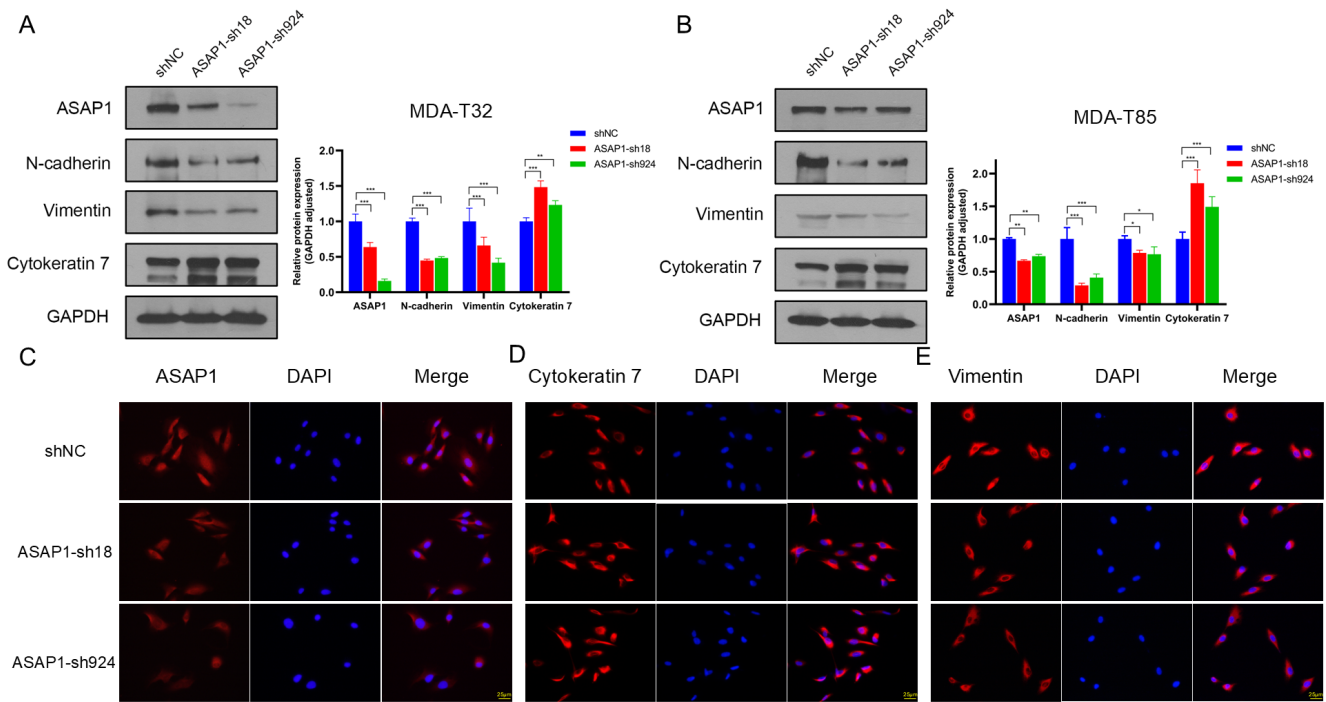 A
shNC
ASAP1-sh18
ASAP1-sh924
ASAP1
N-cadherin
Vimentin
Cytokeratin 7
GAPDH
MDA-T32
shNC
ASAP1-sh18
ASAP1-sh924
Relative protein expression
(GAPDH adjusted)
2.0
1.5
1.0
0.5
0.0
***
***
***
***
***
***
**
***
ASAP1
N-cadherin
Vimentin
Cytokeratin 7
B
shNC
ASAP1-sh18
ASAP1-sh924
ASAP1
N-cadherin
Vimentin
Cytokeratin 7
GAPDH
MDA-T85
shNC
ASAP1-sh18
ASAP1-sh924
Relative protein expression
(GAPDH adjusted)
2.0
1.5
1.0
0.5
0.0
**
**
***
***
*
*
***
***
ASAP1
N-cadherin
Vimentin
Cytokeratin 7
C
ASAP1
DAPI
Merge
D
Cytokeratin 7
DAPI
Merge
E
Vimentin
DAPI
Merge
shNC
ASAP1-sh18
ASAP1-sh924
25μm
25μm
25μm